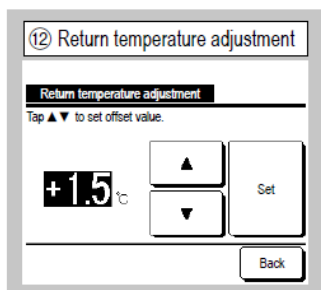 ⑫ Return temperature adjustment
Return temperature adjustment
Tap ▲▼ to set offset value.
▲
+1.5 ℃
Set
▼
Back